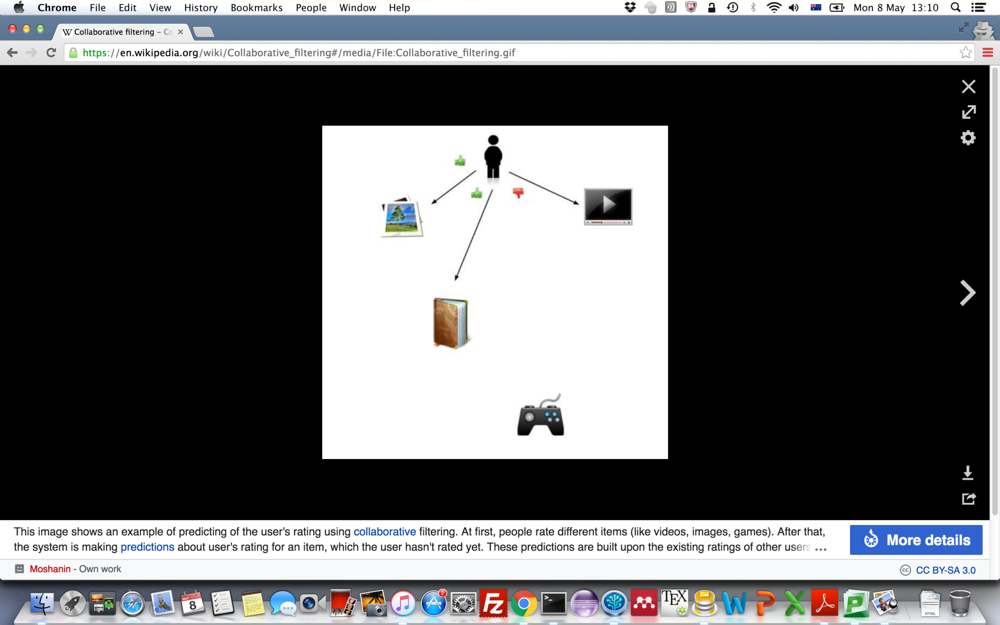 Chrome File Edit View History Bookmarks People Window Help Mon 8 May 13:10
W Collaborative filtering – Co
https://en.wikipedia.org/wiki/Collaborative_filtering#/media/File:Collaborative_filtering.gif
This image shows an example of predicting of the user's rating using collaborative filtering. At first, people rate different items (like videos, images, games). After that,
the system is making predictions about user's rating for an item, which the user hasn't rated yet. These predictions are built upon the existing ratings of other users ...
More details
Moshanin - Own work
cc CC BY-SA 3.0
MAY
8
2
Fz
>_
TEX
W
P
X
P
HTML